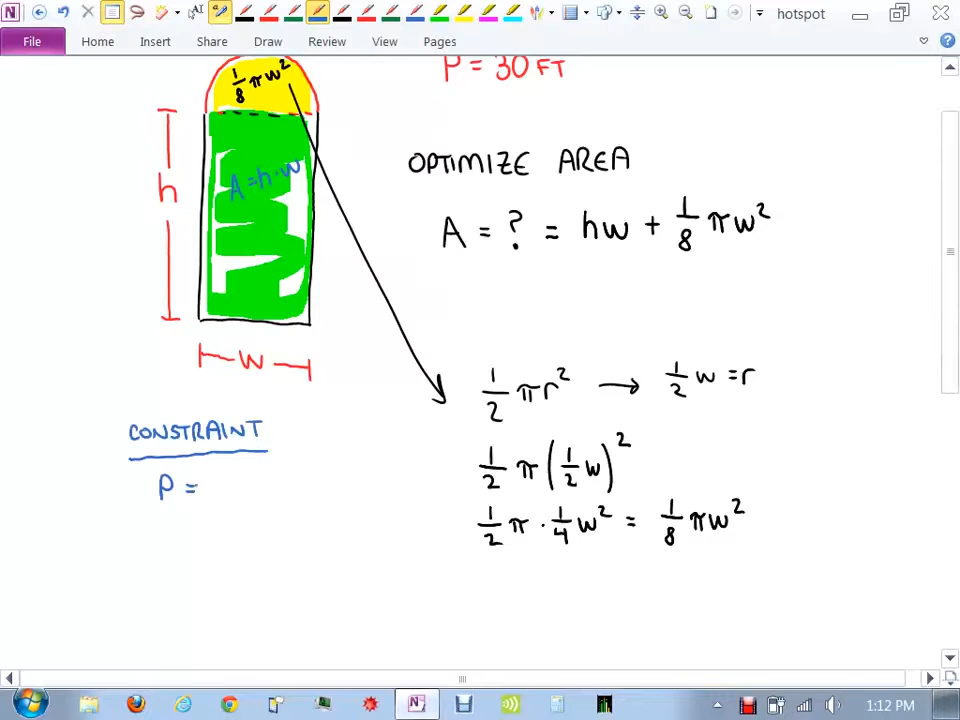 hotspot
File Home Insert Share Draw Review View Pages
1/8 πw²
P = 30 FT
OPTIMIZE AREA
h
A = h·w
A = ? = hw + 1/8 πw²
w
1/2 πr² → 1/2 w = r
CONSTRAINT
1/2 π(1/2 w)²
P =
1/2 π · 1/4 w² = 1/8 πw²
1:12 PM